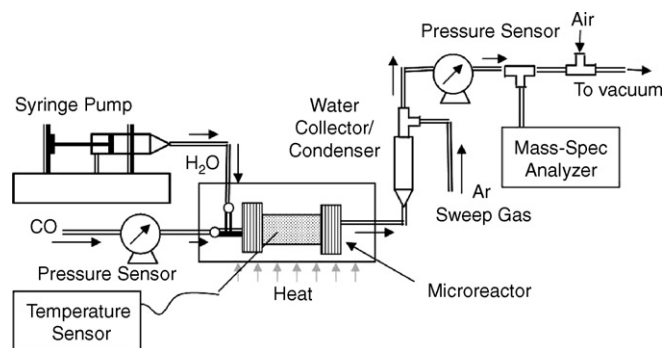 Pressure Sensor
Air
To vacuum
Syringe Pump
Water
Collector/
Condenser
Mass-Spec
Analyzer
H₂O
Ar
Sweep Gas
CO
Pressure Sensor
Heat
Microreactor
Temperature
Sensor